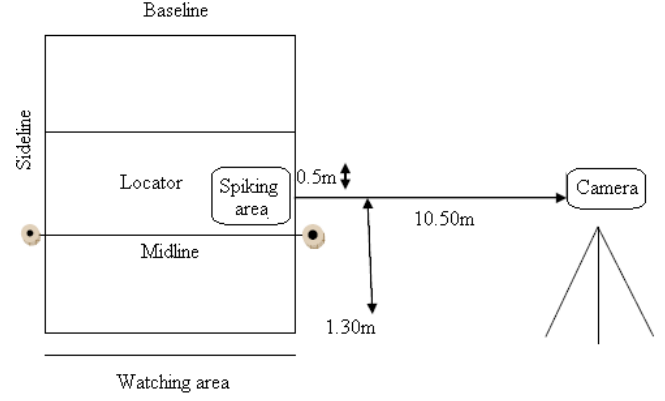 Baseline
Sideline
Locator
Spiking
area
0.5m
Camera
10.50m
Midline
1.30m
Watching area